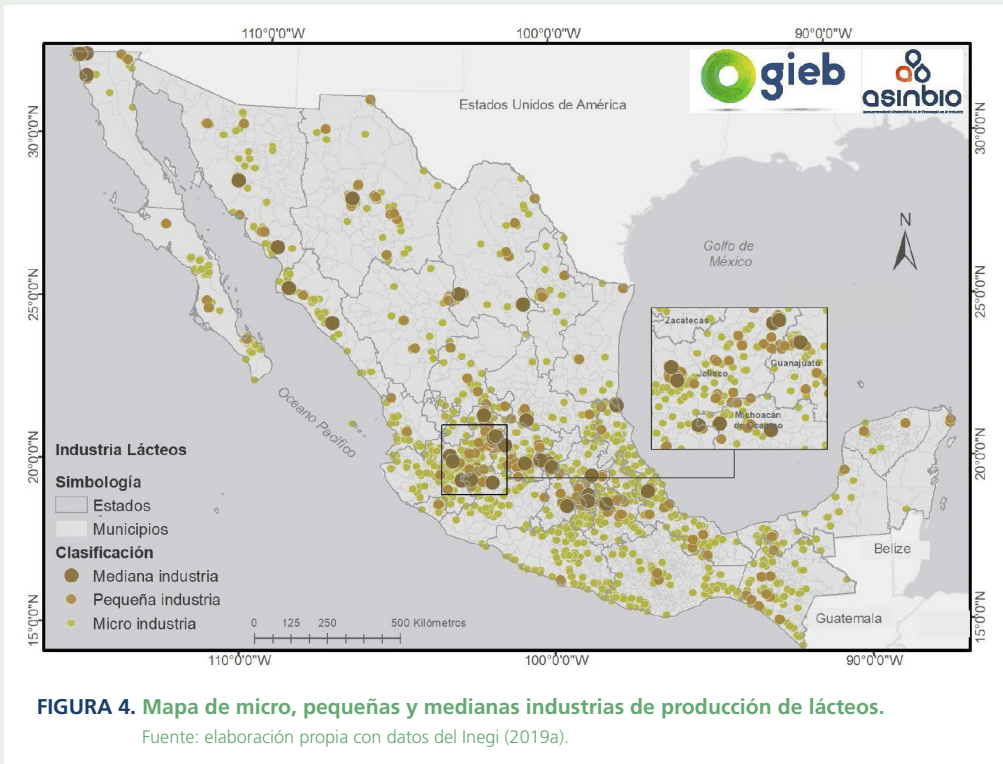 110°0'0"W 100°0'0"W 90°0'0"W
gieb
asinbio
Estados Unidos de América
30°0'0"N
30°0'0"N
N
Golfo de
México
25°0'0"N
25°0'0"N
Zacatecas
Guanajuato
Jalisco
Michoacán
de Ocampo
Oceano Pacífico
20°0'0"N
20°0'0"N
Industria Lácteos
Simbología
Estados
Municipios
Clasificación
Mediana industria
Pequeña industria
Micro industria
Belize
Guatemala
0 125 250 500 Kilómetros
15°0'0"N
15°0'0"N
110°0'0"W 100°0'0"W 90°0'0"W
FIGURA 4. Mapa de micro, pequeñas y medianas industrias de producción de lácteos.
Fuente: elaboración propia con datos del Inegi (2019a).